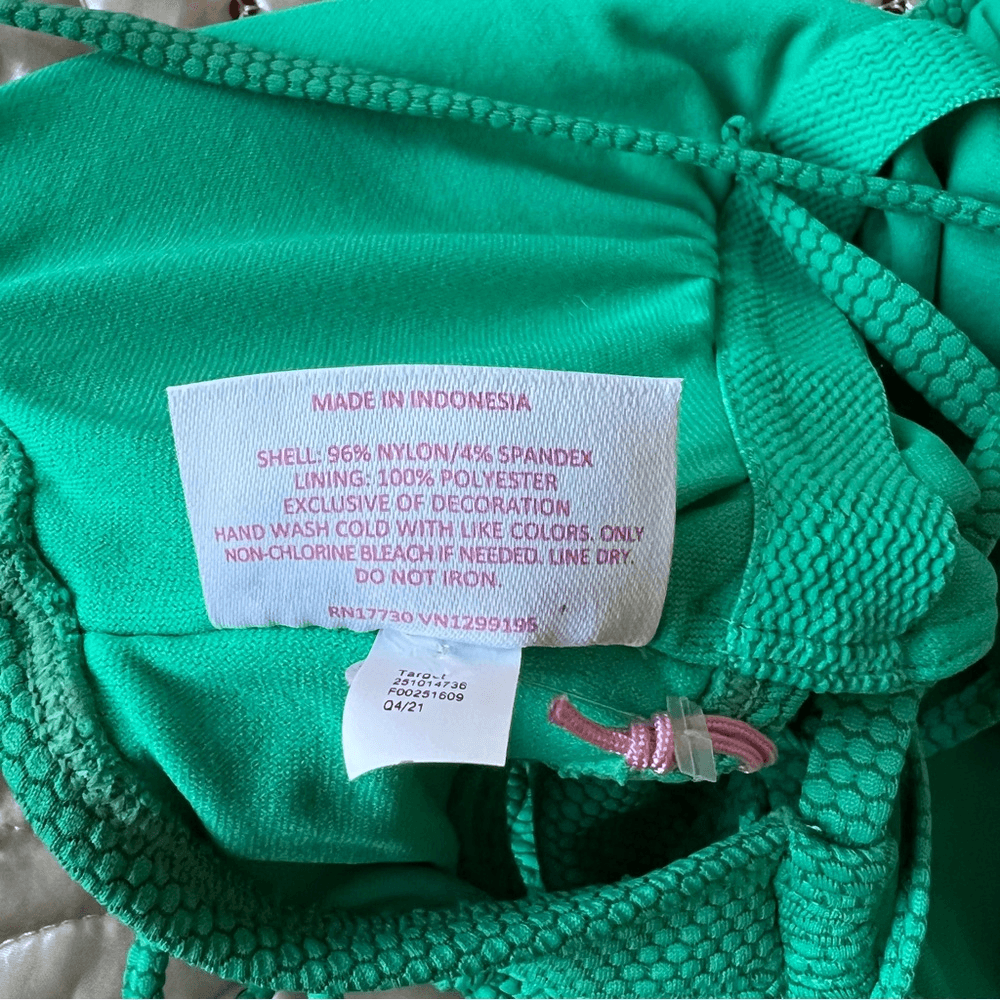 MADE IN INDONESIA
SHELL: 96% NYLON/4% SPANDEX
LINING: 100% POLYESTER
EXCLUSIVE OF DECORATION
HAND WASH COLD WITH LIKE COLORS. ONLY
NON-CHLORINE BLEACH IF NEEDED. LINE DRY.
DO NOT IRON.
RN17730 VN1299195
Target
251014736
F00251609
Q4/21